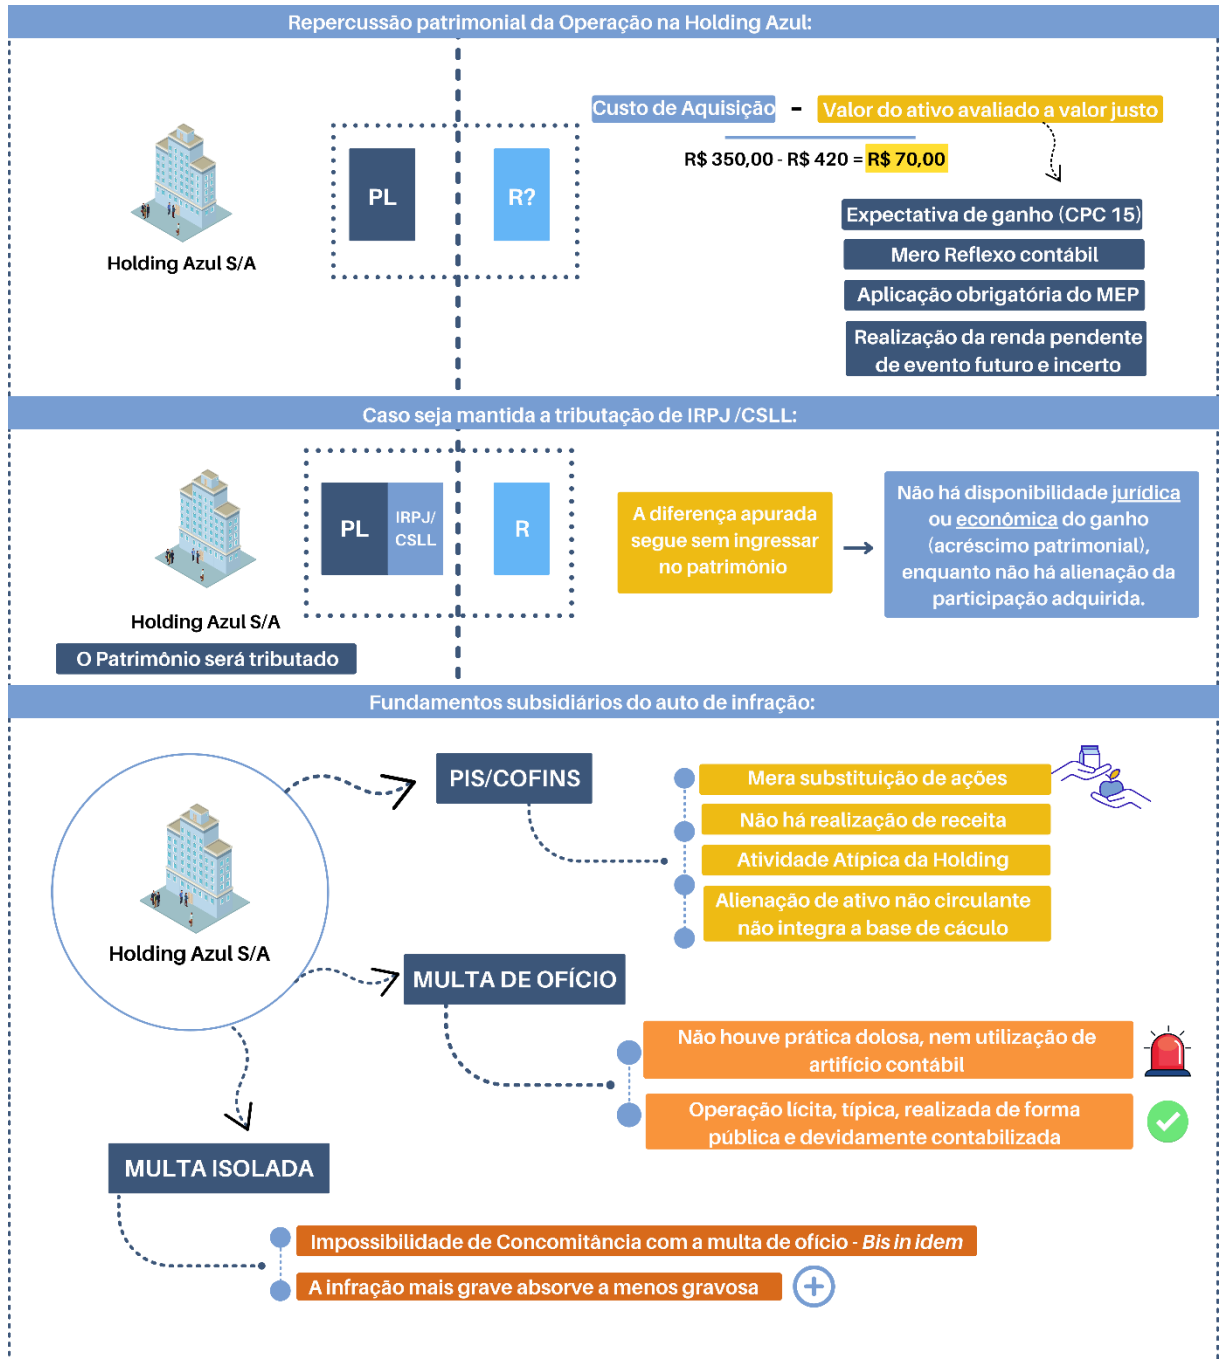 Repercussão patrimonial da Operação na Holding Azul:
Custo de Aquisição - Valor do ativo avaliado a valor justo
R$ 350,00 - R$ 420 = R$ 70,00
PL
R?
Holding Azul S/A
Expectativa de ganho (CPC 15)
Mero Reflexo contábil
Aplicação obrigatória do MEP
Realização da renda pendente
de evento futuro e incerto
Caso seja mantida a tributação de IRPJ /CSLL:
PL
IRPJ/
CSLL
R
Holding Azul S/A
O Patrimônio será tributado
A diferença apurada
segue sem ingressar
no patrimônio
Não há disponibilidade jurídica
ou econômica do ganho
(acréscimo patrimonial),
enquanto não há alienação da
participação adquirida.
Fundamentos subsidiários do auto de infração:
Holding Azul S/A
PIS/COFINS
Mera substituição de ações
Não há realização de receita
Atividade Atípica da Holding
Alienação de ativo não circulante
não integra a base de cáculo
MULTA DE OFÍCIO
Não houve prática dolosa, nem utilização de
artifício contábil
Operação lícita, típica, realizada de forma
pública e devidamente contabilizada
MULTA ISOLADA
Impossibilidade de Concomitância com a multa de ofício - Bis in idem
A infração mais grave absorve a menos gravosa